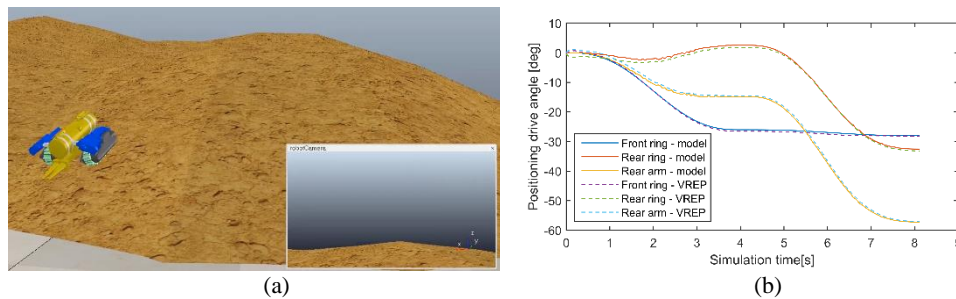 robotCamera
x
z
x
y
(a)
10
0
-10
-20
-30
-40
-50
-60
0 1 2 3 4 5 6 7 8 9
Positioning drive angle [deg]
Simulation time[s]
Front ring - model
Rear ring - model
Rear arm - model
Front ring - VREP
Rear ring - VREP
Rear arm - VREP
(b)